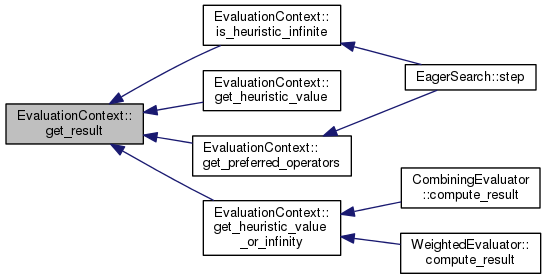 EvaluationContext::
get_result
EvaluationContext::
is_heuristic_infinite
EvaluationContext::
get_heuristic_value
EvaluationContext::
get_preferred_operators
EvaluationContext::
get_heuristic_value
_or_infinity
EagerSearch::step
CombiningEvaluator
::compute_result
WeightedEvaluator::
compute_result